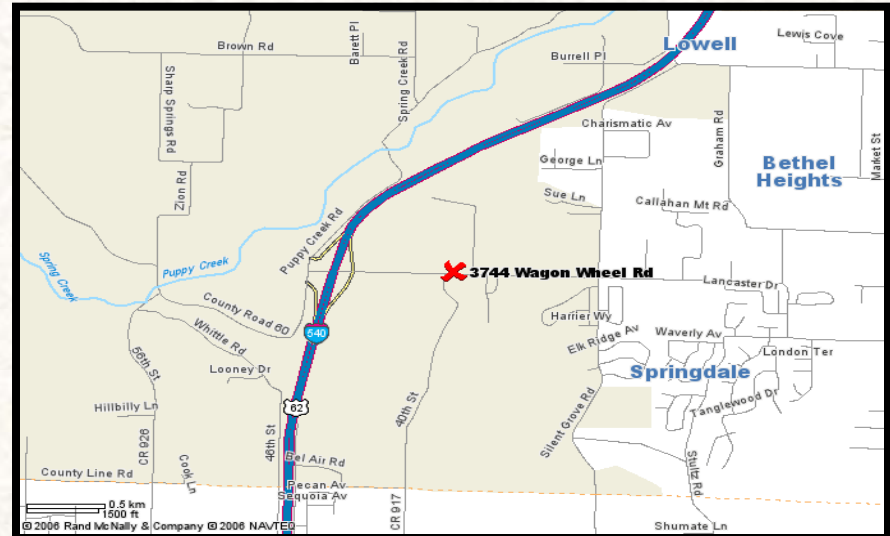 Lowell
Lewis Cove
Brown Rd
Barett Pl
Burrell Pl
Spring Creek Rd
Sharp Springs Rd
Charismatic Av
Graham Rd
Market St
George Ln
Bethel
Heights
Zion Rd
Sue Ln
Callahan Mt Rd
Puppy Creek Rd
Spring Creek
Puppy Creek
3744 Wagon Wheel Rd
Lancaster Dr
County Road 60
Harrier Wy
Whittle Rd
540
Elk Ridge Av
Waverly Av
London Ter
56th St
Looney Dr
Springdale
Tanglewood Dr
Hillbilly Ln
62
40th St
Silent Grove Rd
CR 926
46th St
Bel Air Rd
Stultz Rd
County Line Rd
Cook Ln
Pecan Av
Sequoia Av
CR 917
0.5 km
1500 ft
Shumate Ln
© 2006 Rand McNally & Company © 2006 NAVTEQ